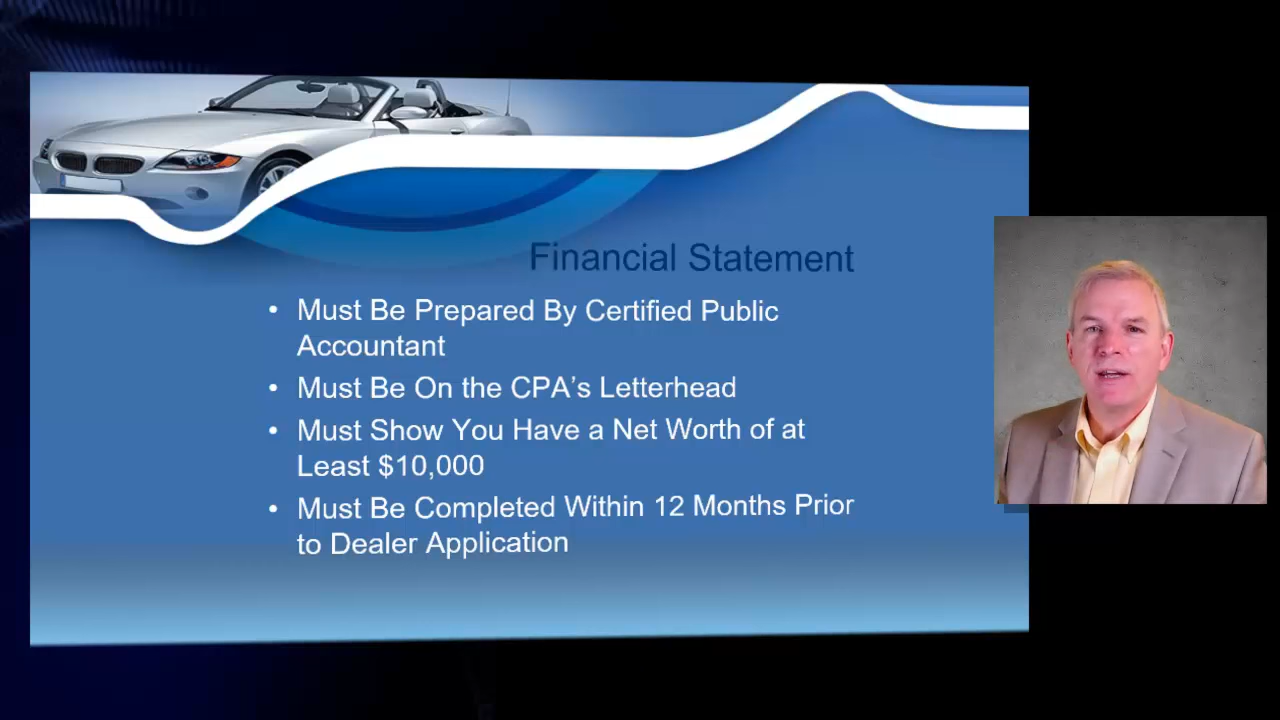 Financial Statement
• Must Be Prepared By Certified Public
Accountant
• Must Be On the CPA’s Letterhead
• Must Show You Have a Net Worth of at
Least $10,000
• Must Be Completed Within 12 Months Prior
to Dealer Application